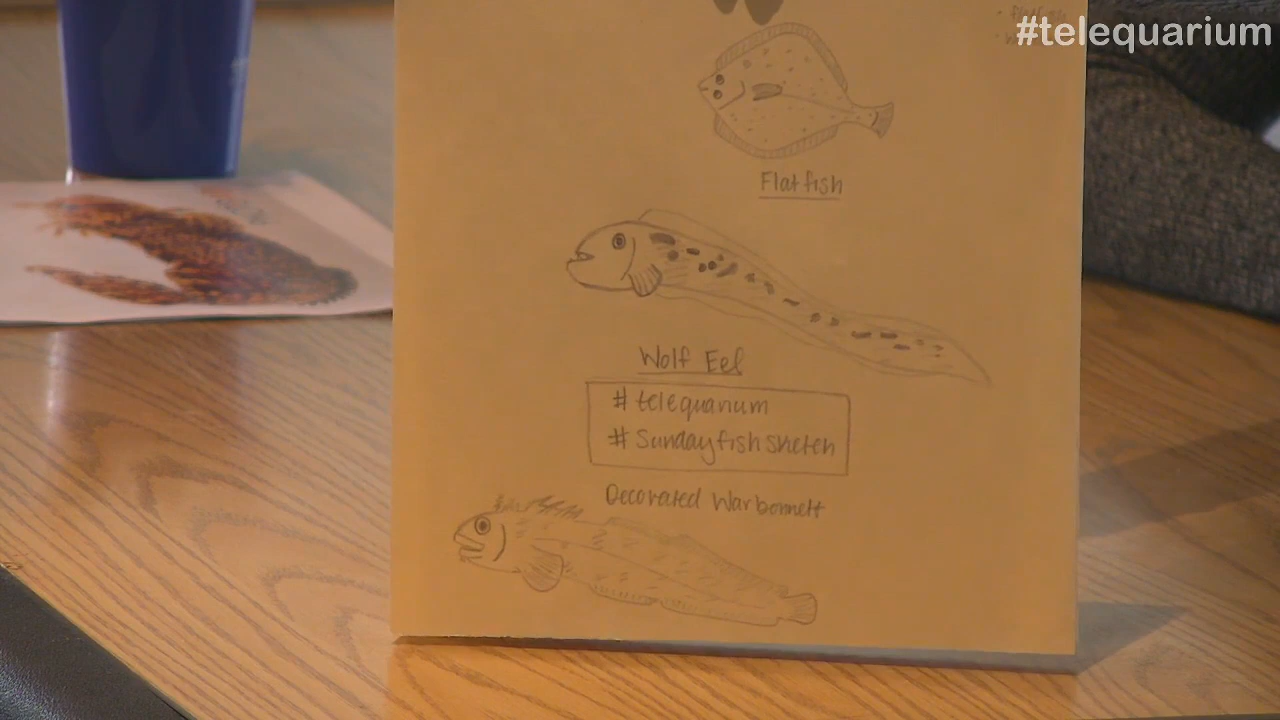 #telequarium
Flatfish
Wolf Eel
# telequarium
# Sundayfishsketch
Decorated Warbonnett